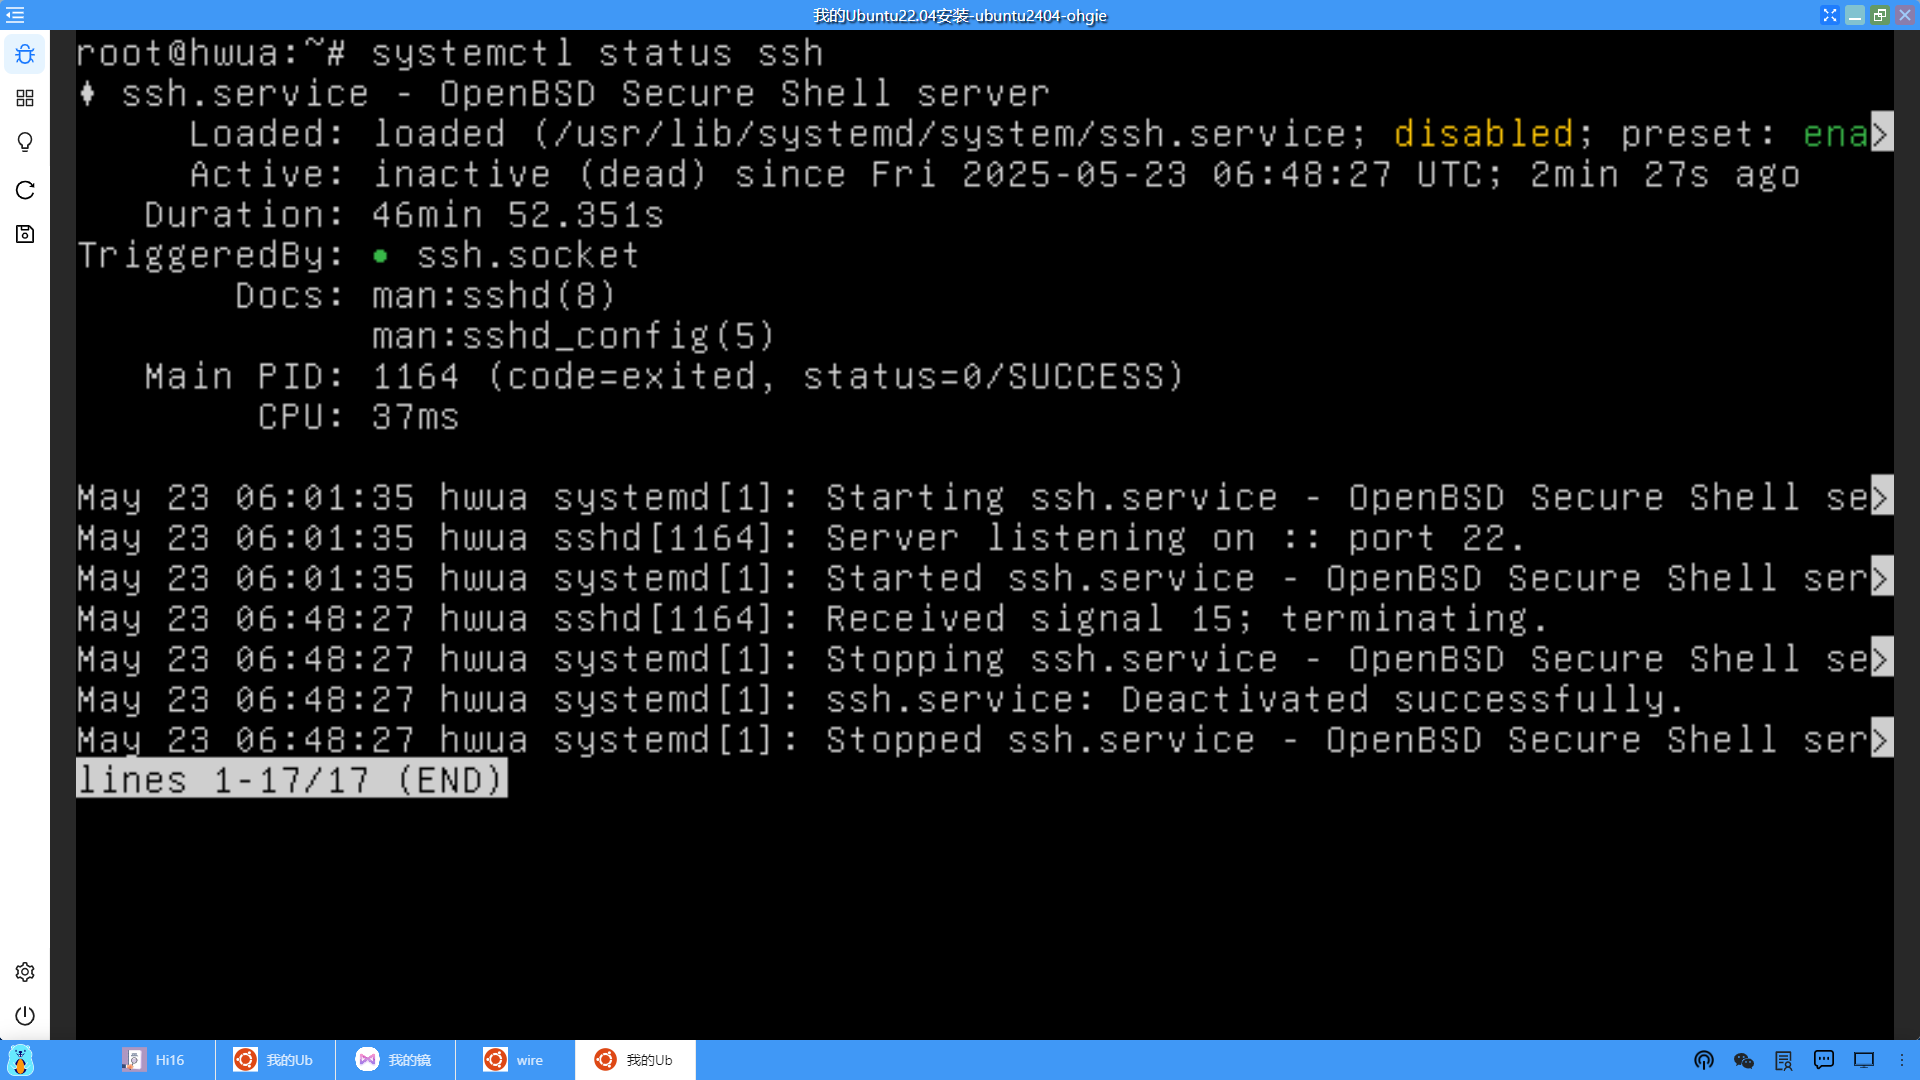 我的Ubuntu22.04安装-ubuntu2404-ohgie
root@hwua:~# systemctl status ssh
ssh.service - OpenBSD Secure Shell server
Loaded: loaded (/usr/lib/systemd/system/ssh.service; disabled; preset: ena>
Active: inactive (dead) since Fri 2025-05-23 06:48:27 UTC; 2min 27s ago
Duration: 46min 52.351s
TriggeredBy: ● ssh.socket
Docs: man:sshd(8)
man:sshd_config(5)
Main PID: 1164 (code=exited, status=0/SUCCESS)
CPU: 37ms
May 23 06:01:35 hwua systemd[1]: Starting ssh.service - OpenBSD Secure Shell se>
May 23 06:01:35 hwua sshd[1164]: Server listening on :: port 22.
May 23 06:01:35 hwua systemd[1]: Started ssh.service - OpenBSD Secure Shell ser>
May 23 06:48:27 hwua sshd[1164]: Received signal 15; terminating.
May 23 06:48:27 hwua systemd[1]: Stopping ssh.service - OpenBSD Secure Shell se>
May 23 06:48:27 hwua systemd[1]: ssh.service: Deactivated successfully.
May 23 06:48:27 hwua systemd[1]: Stopped ssh.service - OpenBSD Secure Shell ser>
lines 1-17/17 (END)
Hi16 我的Ub 我的镜 wire 我的Ub